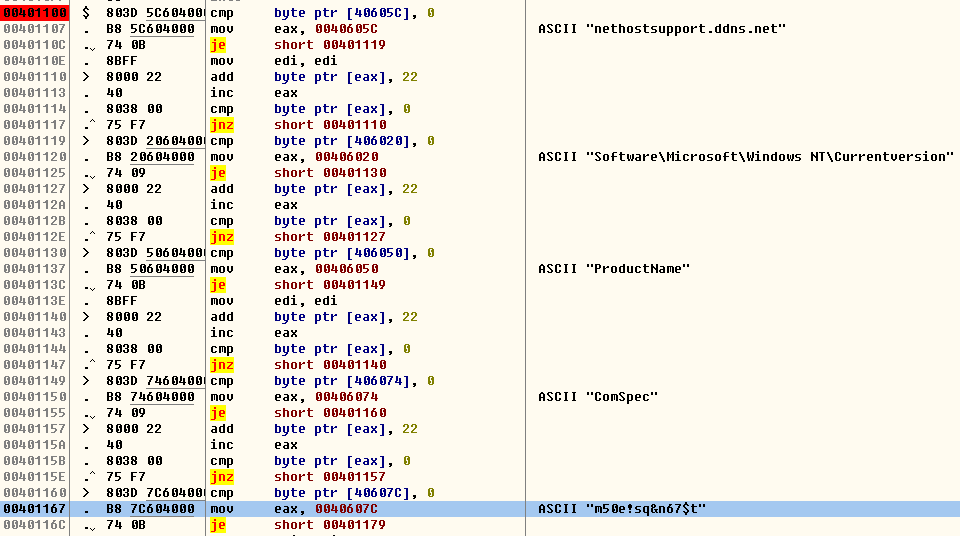 00401100 $ 803D 5C604000 cmp byte ptr [40605C], 0
00401107 . B8 5C604000 mov eax, 0040605C ASCII "nethostsupport.ddns.net"
0040110C .˅ 74 0B je short 00401119
0040110E . 8BFF mov edi, edi
00401110 > 8000 22 add byte ptr [eax], 22
00401113 . 40 inc eax
00401114 . 8038 00 cmp byte ptr [eax], 0
00401117 .^ 75 F7 jnz short 00401110
00401119 > 803D 20604000 cmp byte ptr [406020], 0
00401120 . B8 20604000 mov eax, 00406020 ASCII "Software\Microsoft\Windows NT\Currentversion"
00401125 .˅ 74 09 je short 00401130
00401127 > 8000 22 add byte ptr [eax], 22
0040112A . 40 inc eax
0040112B . 8038 00 cmp byte ptr [eax], 0
0040112E .^ 75 F7 jnz short 00401127
00401130 > 803D 50604000 cmp byte ptr [406050], 0
00401137 . B8 50604000 mov eax, 00406050 ASCII "ProductName"
0040113C .˅ 74 0B je short 00401149
0040113E . 8BFF mov edi, edi
00401140 > 8000 22 add byte ptr [eax], 22
00401143 . 40 inc eax
00401144 . 8038 00 cmp byte ptr [eax], 0
00401147 .^ 75 F7 jnz short 00401140
00401149 > 803D 74604000 cmp byte ptr [406074], 0
00401150 . B8 74604000 mov eax, 00406074 ASCII "ComSpec"
00401155 .˅ 74 09 je short 00401160
00401157 > 8000 22 add byte ptr [eax], 22
0040115A . 40 inc eax
0040115B . 8038 00 cmp byte ptr [eax], 0
0040115E .^ 75 F7 jnz short 00401157
00401160 > 803D 7C604000 cmp byte ptr [40607C], 0
00401167 . B8 7C604000 mov eax, 0040607C ASCII "m50e!sq&n67$t"
0040116C .˅ 74 0B je short 00401179